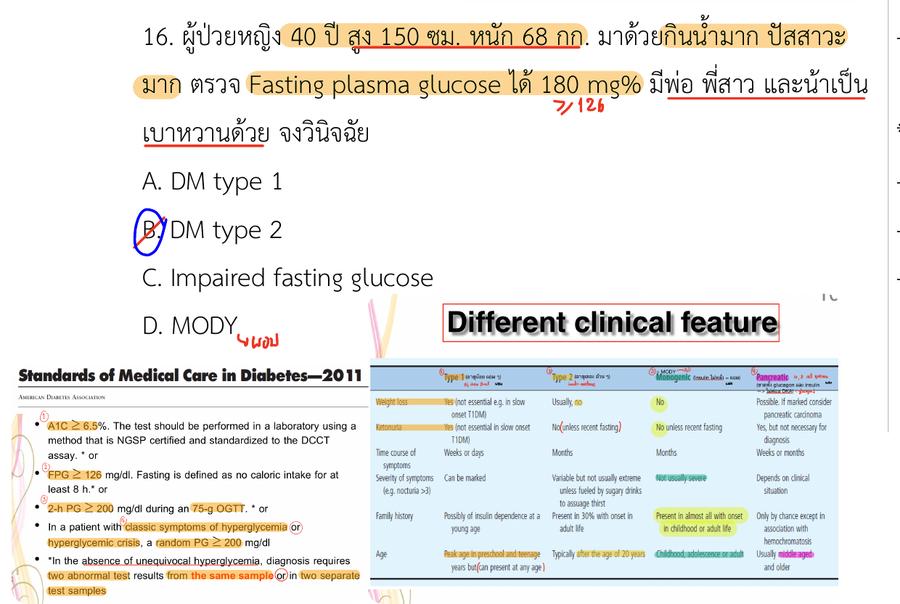 16. ผู้ป่วยหญิง 40 ปี สูง 150 ซม. หนัก 68 กก. มาด้วยกินน้ำมาก ปัสสาวะ
มาก ตรวจ Fasting plasma glucose ได้ 180 mg% มีพ่อ พี่สาว และน้าเป็น
≥ 126
เบาหวานด้วย จงวินิจฉัย
A. DM type 1
B. DM type 2
C. Impaired fasting glucose
D. MODY
Standards of Medical Care in Diabetes—2011
AMERICAN DIABETES ASSOCIATION
① 
• A1C ≥ 6.5%. The test should be performed in a laboratory using a
method that is NGSP certified and standardized to the DCCT
assay. * or
②
• FPG ≥ 126 mg/dl. Fasting is defined as no caloric intake for at
least 8 h.* or
③
• 2-h PG ≥ 200 mg/dl during an 75-g OGTT. * or
④
• In a patient with classic symptoms of hyperglycemia or
hyperglycemic crisis, a random PG ≥ 200 mg/dl
• *In the absence of unequivocal hyperglycemia, diagnosis requires
two abnormal test results from the same sample or in two separate
test samples
Different clinical feature
Type 1 Type 2 MODY Monogenic Pancreatic
Weight loss Yes (not essential e.g. in slow onset T1DM) Usually, no No Possible. If marked consider pancreatic carcinoma
Ketonuria Yes (not essential in slow onset T1DM) No (unless recent fasting) No unless recent fasting Yes, but not necessary for diagnosis
Time course of symptoms Weeks or days Months Months Weeks or months
Severity of symptoms (e.g. nocturia >3) Can be marked Variable but not usually extreme unless fueled by sugary drinks to assuage thirst Not usually severe Depends on clinical situation
Family history Possibly of insulin dependence at a young age Present in 30% with onset in adult life Present in almost all with onset in childhood or adult life Only by chance except in association with hemochromatosis
Age Peak age in preschool and teenage years but (can present at any age) Typically after the age of 20 years Childhood, adolescence or adult Usually middle aged and older